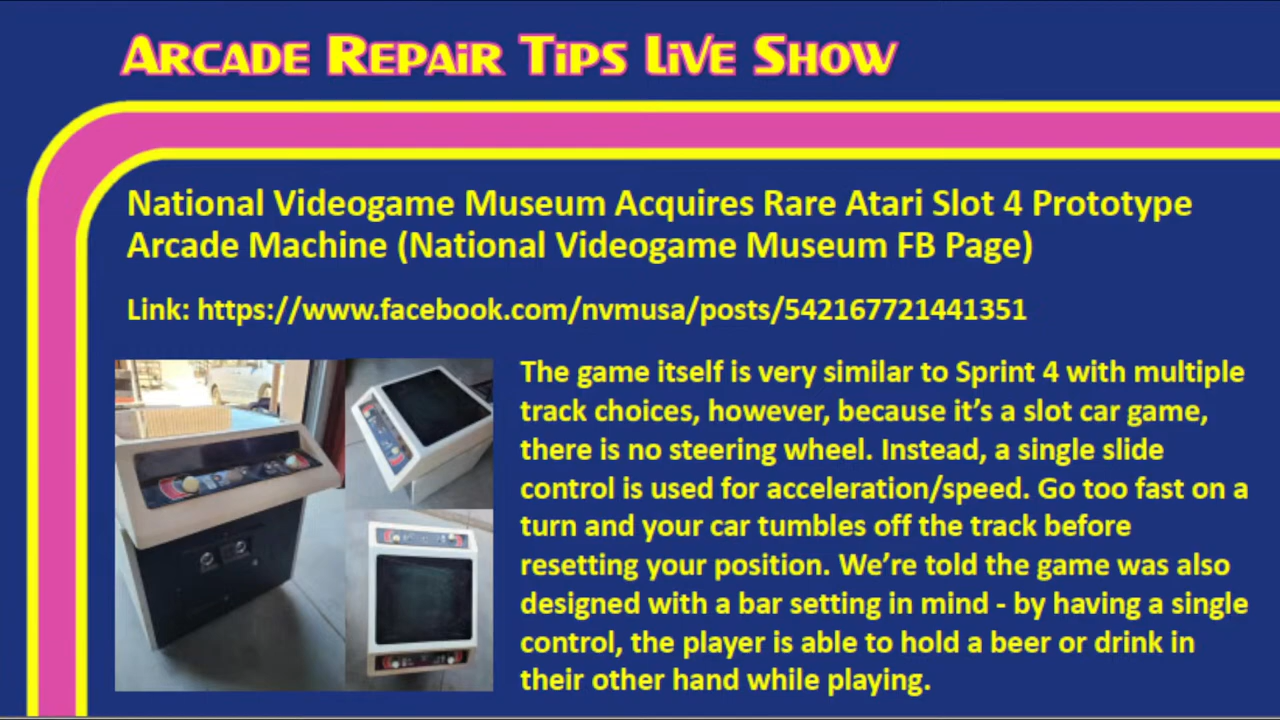 ARCADE REPAIR TIPS LIVE SHOW
National Videogame Museum Acquires Rare Atari Slot 4 Prototype
Arcade Machine (National Videogame Museum FB Page)
Link: https://www.facebook.com/nvmusa/posts/542167721441351
The game itself is very similar to Sprint 4 with multiple
track choices, however, because it’s a slot car game,
there is no steering wheel. Instead, a single slide
control is used for acceleration/speed. Go too fast on a
turn and your car tumbles off the track before
resetting your position. We’re told the game was also
designed with a bar setting in mind - by having a single
control, the player is able to hold a beer or drink in
their other hand while playing.